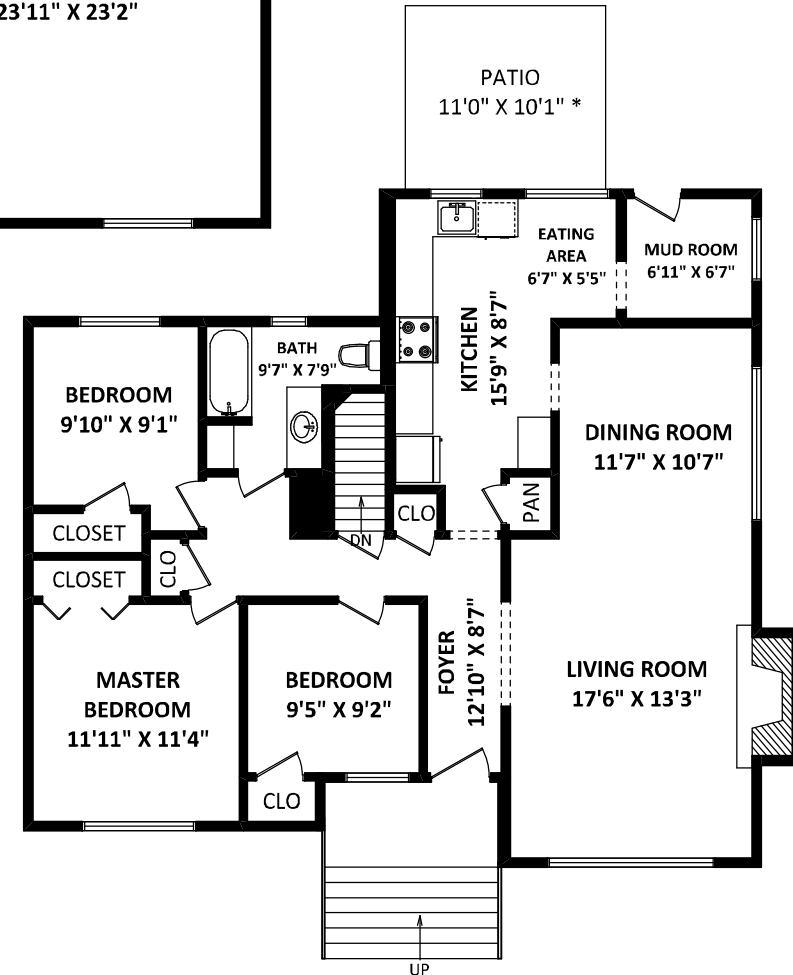 23'11" X 23'2"
PATIO
11'0" X 10'1" *
EATING
AREA
6'7" X 5'5"
MUD ROOM
6'11" X 6'7"
KITCHEN
15'9" X 8'7"
BATH
9'7" X 7'9"
BEDROOM
9'10" X 9'1"
DINING ROOM
11'7" X 10'7"
CLOSET
CLO
PAN
DN
CLOSET
CLO
FOYER
12'10" X 8'7"
MASTER
BEDROOM
11'11" X 11'4"
BEDROOM
9'5" X 9'2"
LIVING ROOM
17'6" X 13'3"
CLO
UP